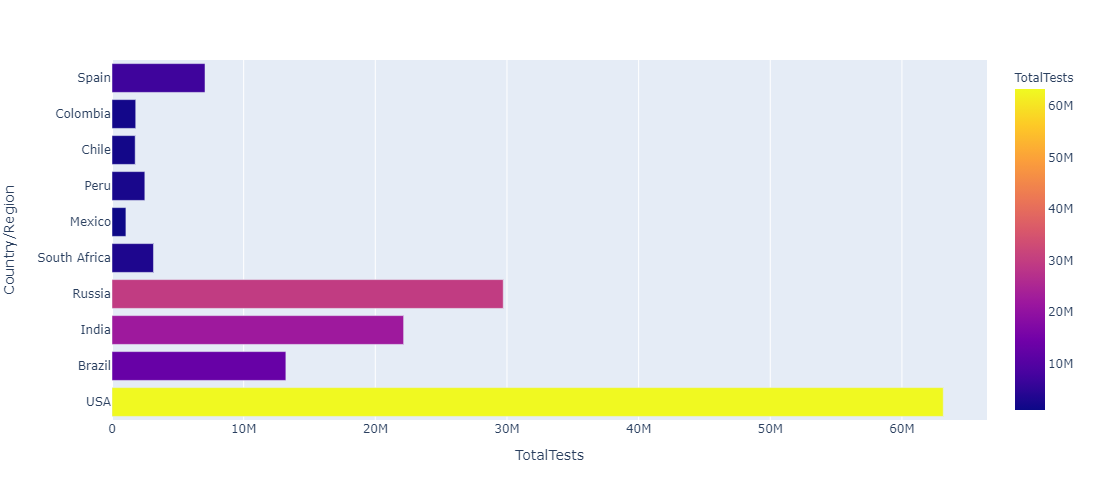 Country/Region
Spain
Colombia
Chile
Peru
Mexico
South Africa
Russia
India
Brazil
USA
0 10M 20M 30M 40M 50M 60M
TotalTests
TotalTests
60M
50M
40M
30M
20M
10M